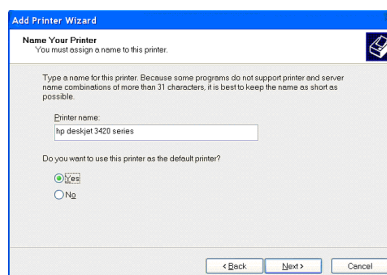 Add Printer Wizard
Name Your Printer
You must assign a name to this printer.
Type a name for this printer. Because some programs do not support printer and server
name combinations of more than 31 characters, it is best to keep the name as short as
possible.
Printer name:
hp deskjet 3420 series
Do you want to use this printer as the default printer?
Yes
No
< Back Next > Cancel